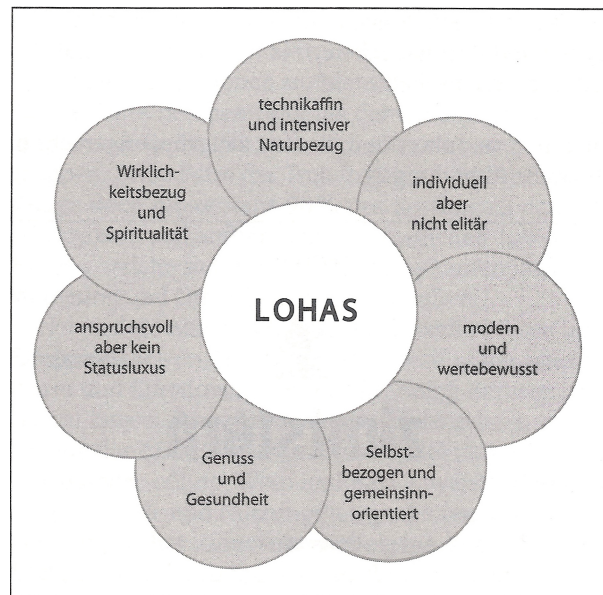 technikaffin
und intensiver
Naturbezug
individuell
aber
nicht elitär
modern
und
wertebewusst
Selbst-
bezogen und
gemeinsinn-
orientiert
Genuss
und
Gesundheit
anspruchsvoll
aber kein
Statusluxus
Wirklich-
keitsbezug
und
Spiritualität
LOHAS